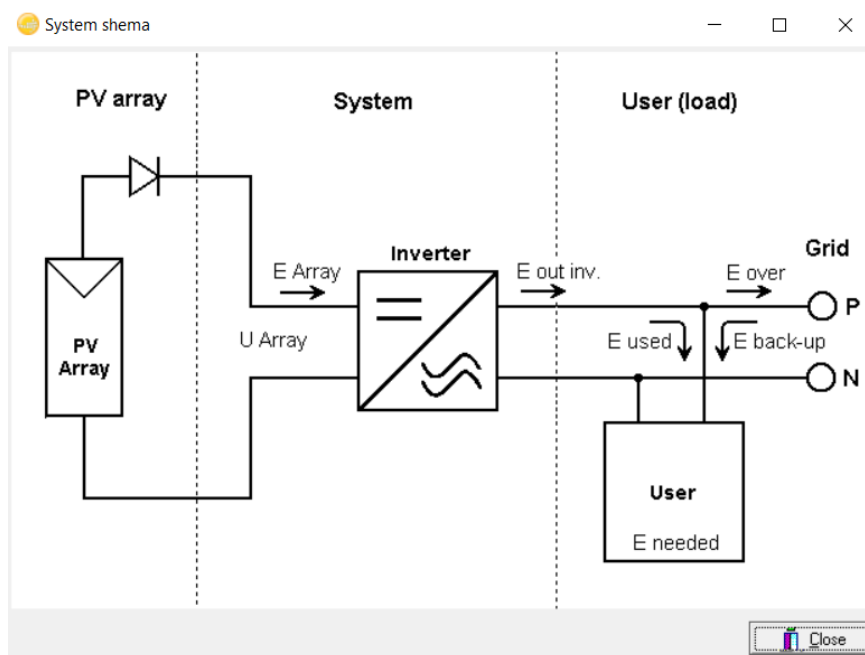 System shema
PV array
System
User (load)
Grid
Inverter
E Array
E out inv.
E over
P
PV
Array
U Array
E used
E back-up
N
User
E needed
Close